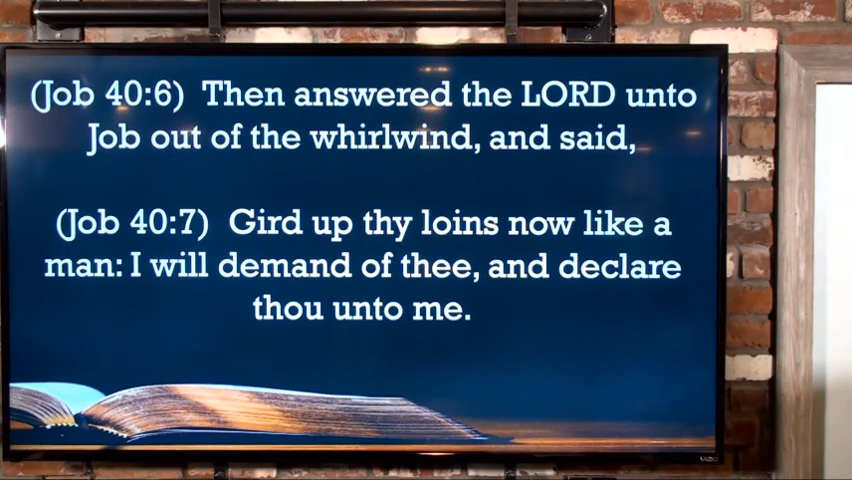 (Job 40:6) Then answered the LORD unto
Job out of the whirlwind, and said,
(Job 40:7) Gird up thy loins now like a
man: I will demand of thee, and declare
thou unto me.
VIZIO